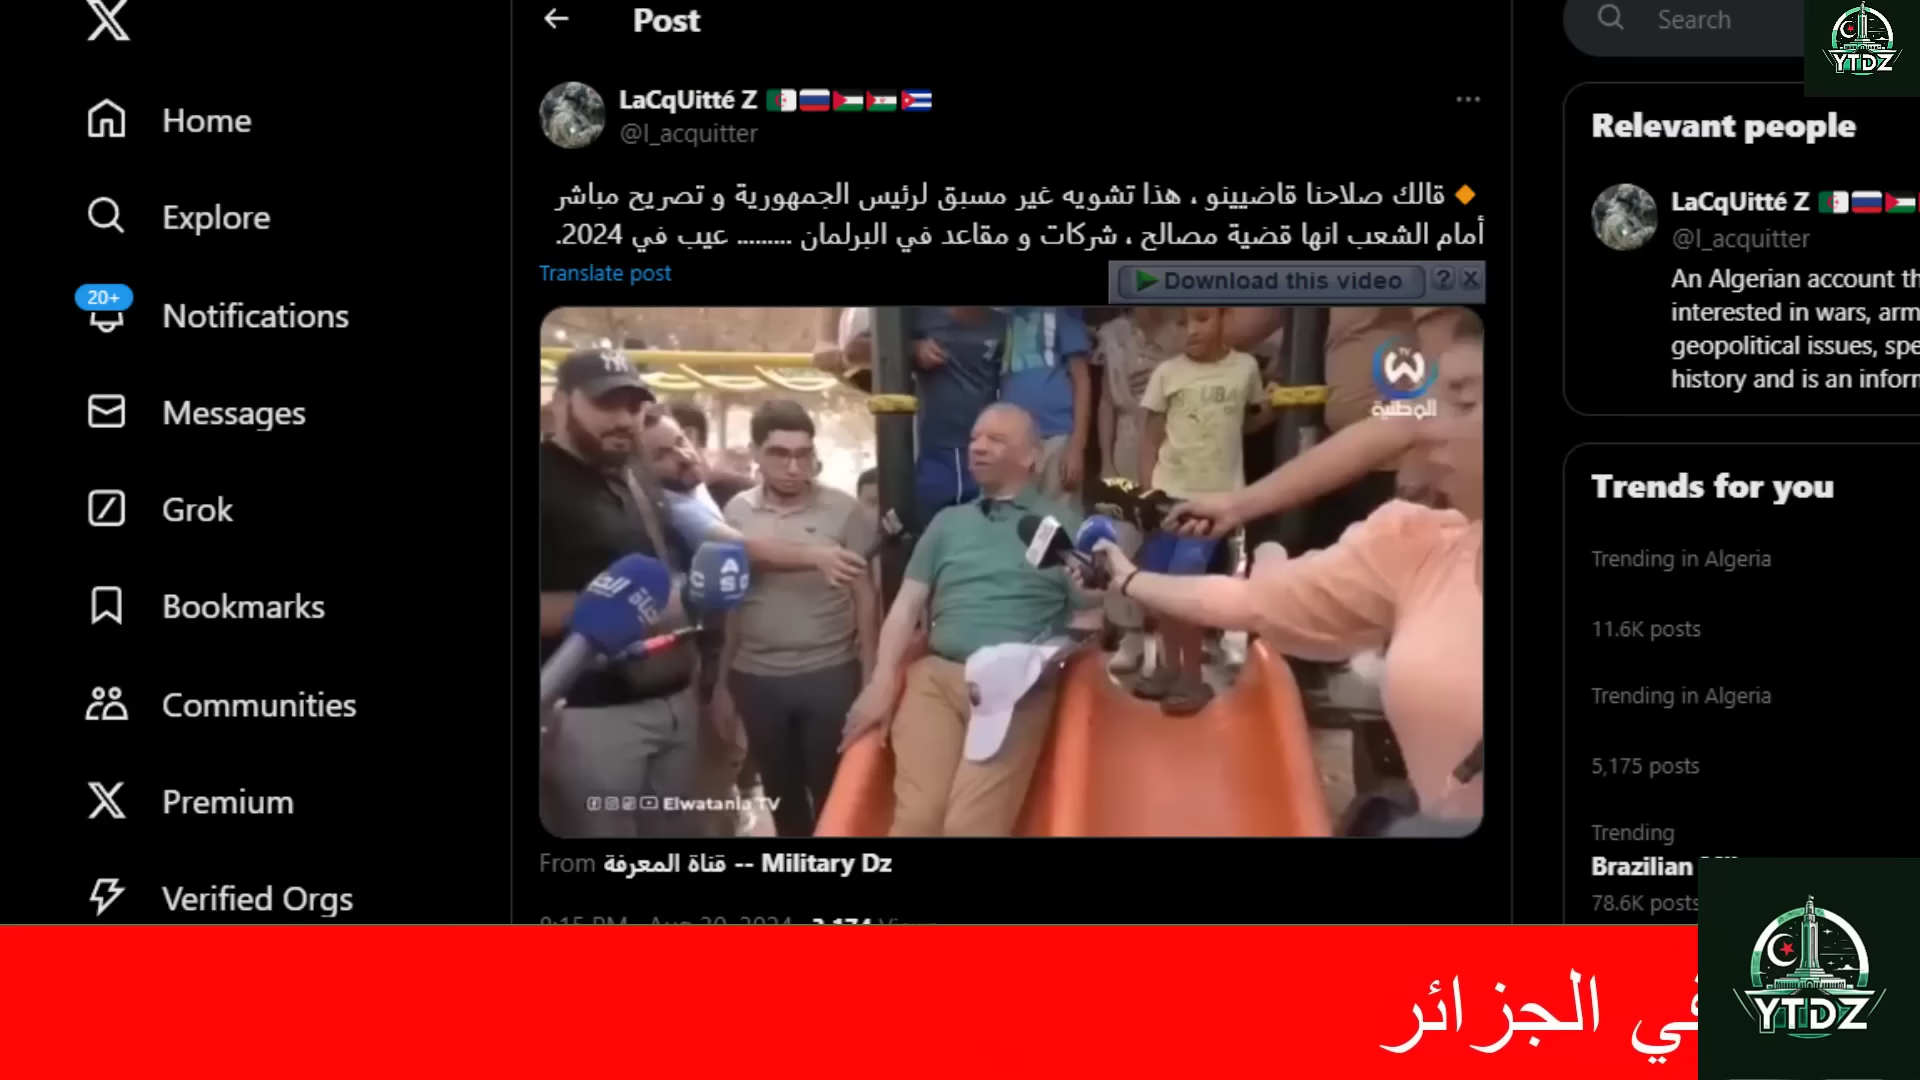 Home
Explore
20+
Notifications
Messages
Grok
Bookmarks
Communities
Premium
Verified Orgs
Post
LaCqUitté Z
@l_acquitter
قالك صلاحنا قاضيينو ، هذا تشويه غير مسبق لرئيس الجمهورية و تصريح مباشر
أمام الشعب انها قضية مصالح ، شركات و مقاعد في البرلمان ......... عيب في 2024.
Translate post
Download this video ? X
الوطنية
Elwatania TV
From قناة المعرفة -- Military Dz
Search
YTDZ
Relevant people
LaCqUitté Z
@l_acquitter
An Algerian account
interested in wars,
geopolitical issues,
history and is an
Trends for you
Trending in Algeria
11.6K posts
Trending in Algeria
5,175 posts
Trending
Brazilian
78.6K posts
في الجزائر
YTDZ